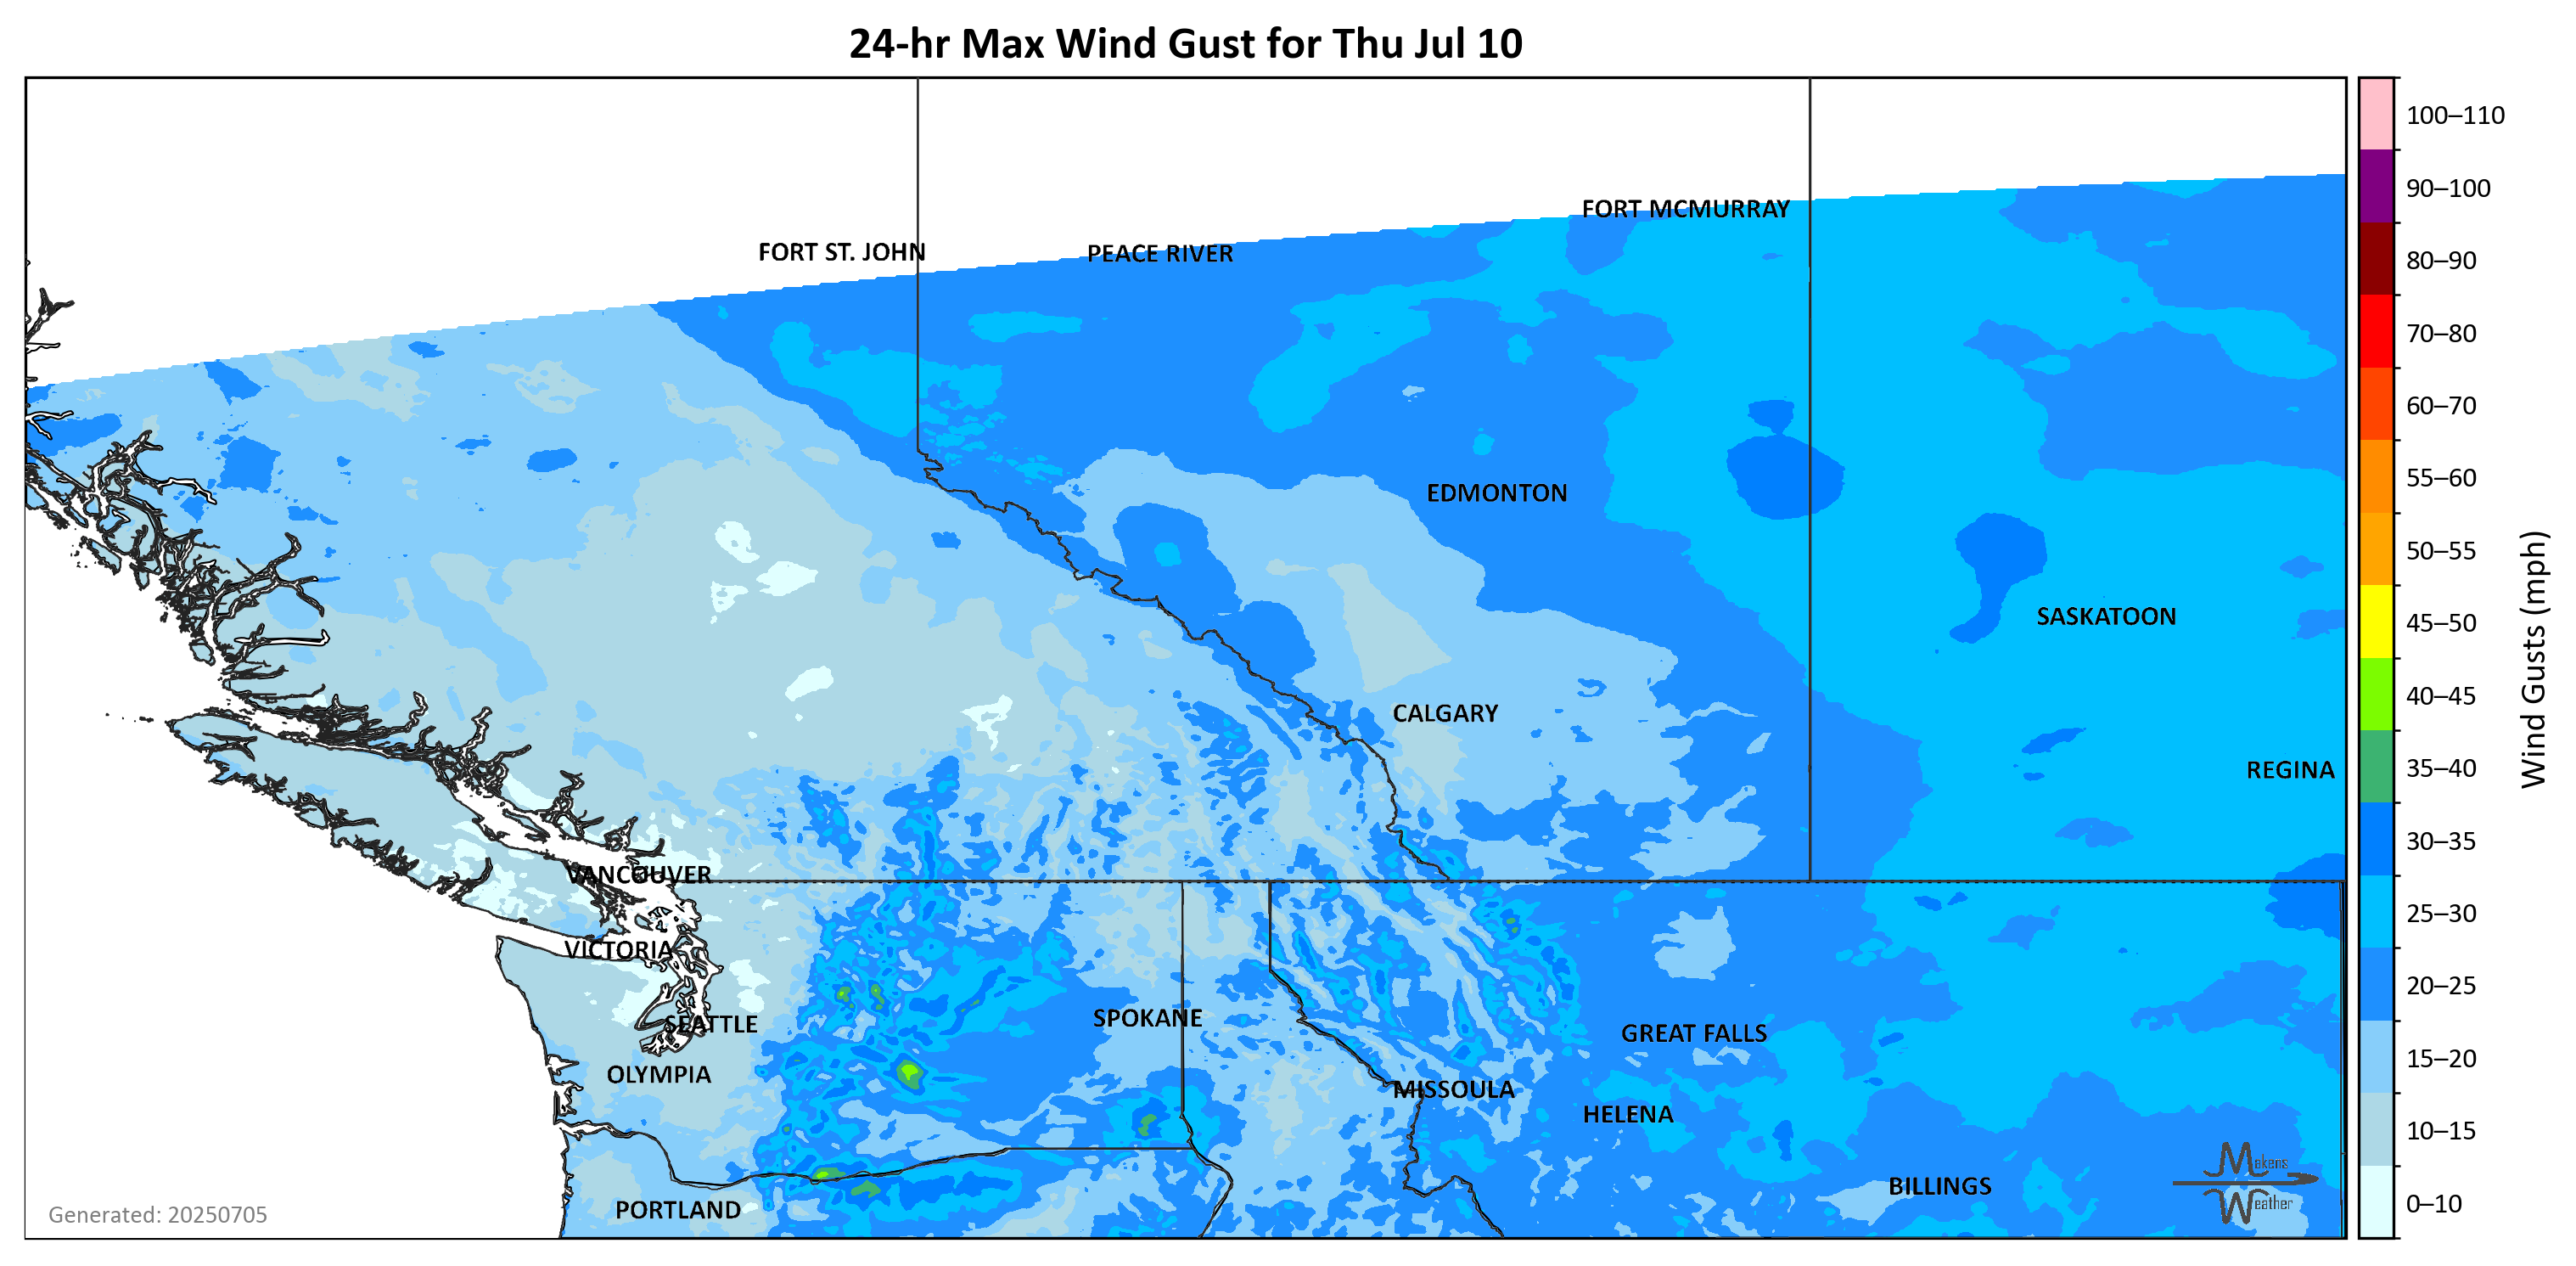 24-hr Max Wind Gust for Thu Jul 10
100–110
90–100
80–90
70–80
60–70
55–60
50–55
45–50
40–45
35–40
30–35
25–30
20–25
15–20
10–15
0–10
Wind Gusts (mph)
FORT MCMURRAY
FORT ST. JOHN
PEACE RIVER
EDMONTON
SASKATOON
CALGARY
REGINA
VANCOUVER
VICTORIA
SPOKANE
SEATTLE
GREAT FALLS
OLYMPIA
MISSOULA
HELENA
BILLINGS
PORTLAND
Makens
Weather
Generated: 20250705